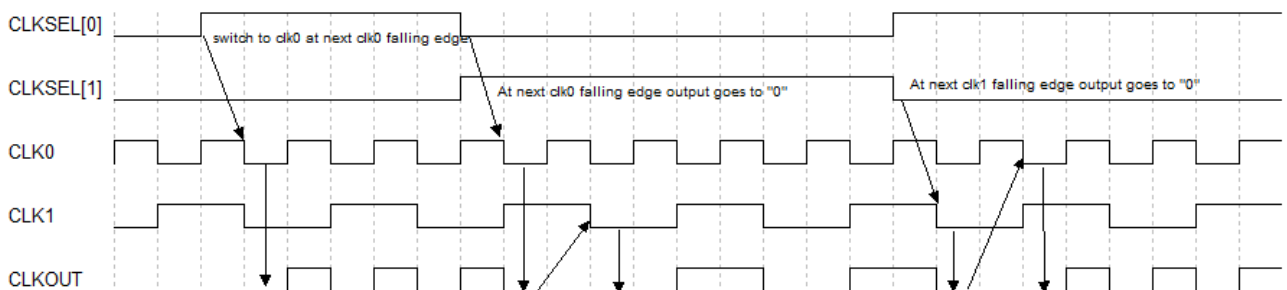 CLKSEL[0]
switch to clk0 at next clk0 falling edge
CLKSEL[1]
At next clk0 falling edge output goes to "0"
At next clk1 falling edge output goes to "0"
CLK0
CLK1
CLKOUT